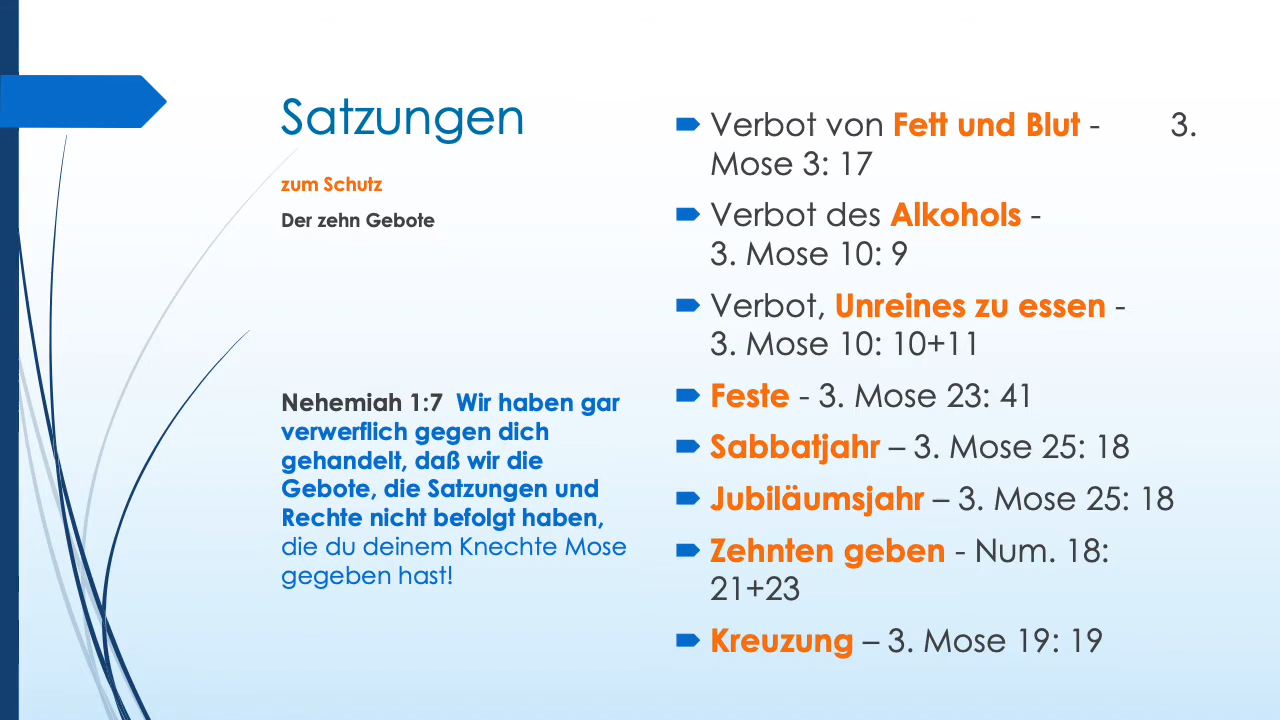 Satzungen
zum Schutz
Der zehn Gebote
Nehemiah 1:7 Wir haben gar
verwerflich gegen dich
gehandelt, daß wir die
Gebote, die Satzungen und
Rechte nicht befolgt haben,
die du deinem Knechte Mose
gegeben hast!
Verbot von Fett und Blut - 3.
Mose 3: 17
Verbot des Alkohols -
3. Mose 10: 9
Verbot, Unreines zu essen -
3. Mose 10: 10+11
Feste - 3. Mose 23: 41
Sabbatjahr – 3. Mose 25: 18
Jubiläumsjahr – 3. Mose 25: 18
Zehnten geben - Num. 18:
21+23
Kreuzung – 3. Mose 19: 19